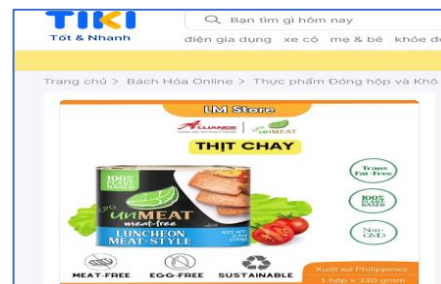 TIKI
Tốt & Nhanh
Bạn tìm gì hôm nay
điện gia dụng xe cộ mẹ & bé khỏe
Trang chủ > Bách Hóa Online > Thực phẩm Đóng hộp và Khô
LM Store
ALLIANCE
unMEAT
THỊT CHAY
100% PLANT BASED
unMEAT
meat-free
LUNCHEON
MEAT-STYLE
Trans Fat-Free
100% PLANT BASED
Non-GMO
MEAT-FREE EGG-FREE SUSTAINABLE
Xuất xứ Philippines
1 hộp x 330 gram